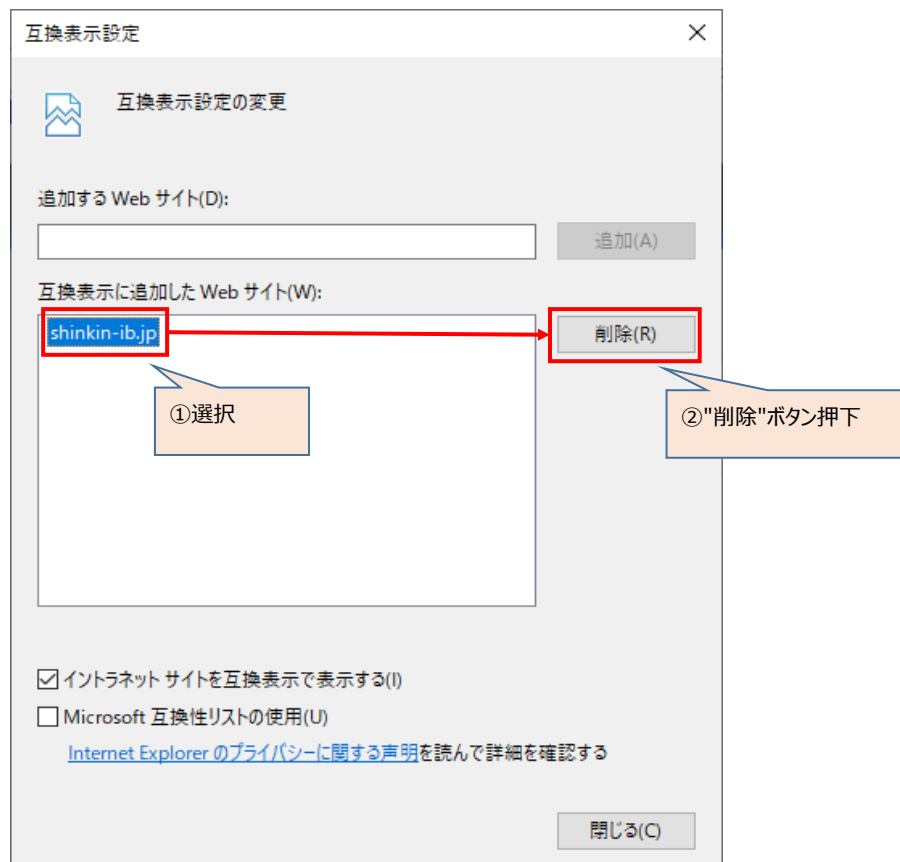 互換表示設定
互換表示設定の変更
追加する Web サイト(D):
追加(A)
互換表示に追加した Web サイト(W):
shinkin-ib.jp
削除(R)
①選択
②"削除"ボタン押下
イントラネット サイトを互換表示で表示する(I)
Microsoft 互換性リストの使用(U)
Internet Explorer のプライバシーに関する声明を読んで詳細を確認する
閉じる(C)